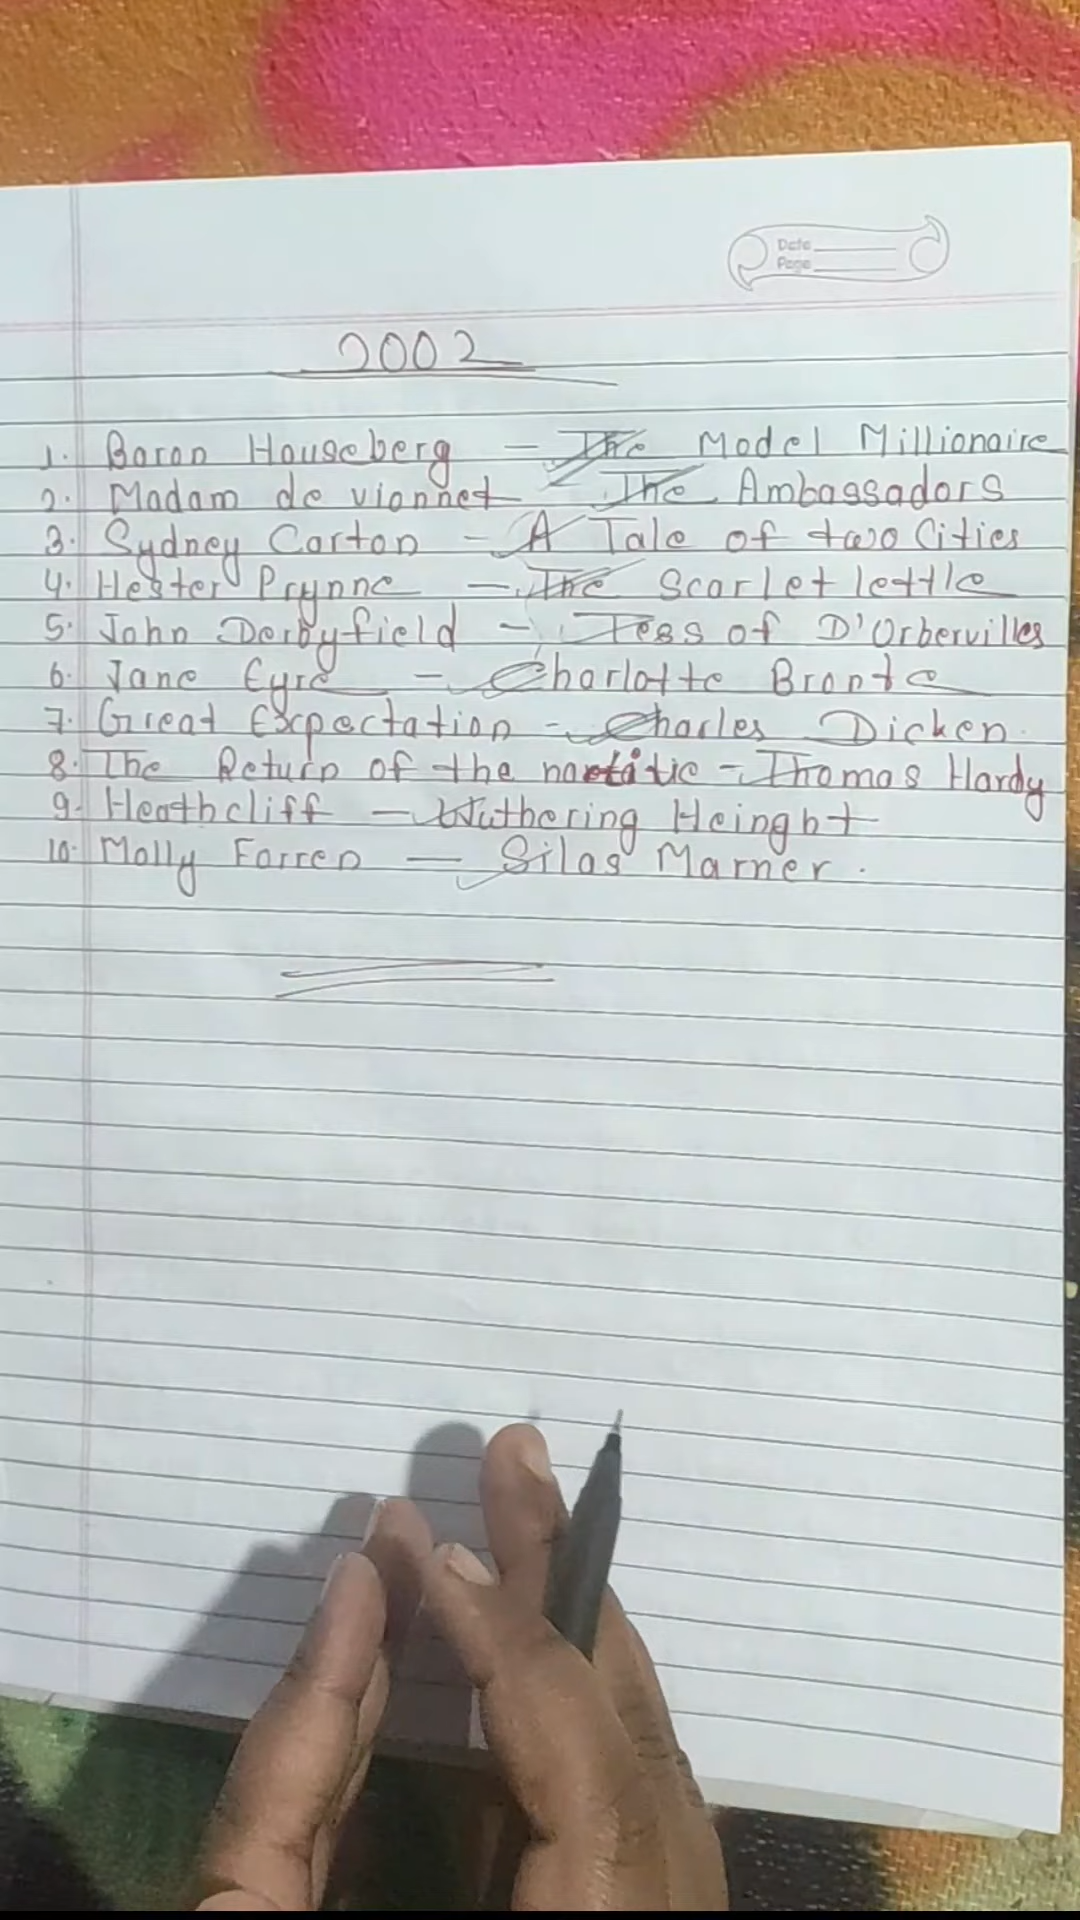 Date
Page
2002
1. Baron Houseberg - The Model Millionaire
2. Madam de vionnet - The Ambassadors
3. Sydney Carton - A Tale of two Cities
4. Hester Prynne - The Scarlet lettle
5. John Derbyfield - Tess of D'Orbervilles
6. Jane Eyre - Charlotte Bronte
7. Great Expectation - Charles Dicken.
8. The Return of the - Thomas Hardy
9. Heathcliff - Wuthering Heinght
10. Molly Farren - Silas Marner.